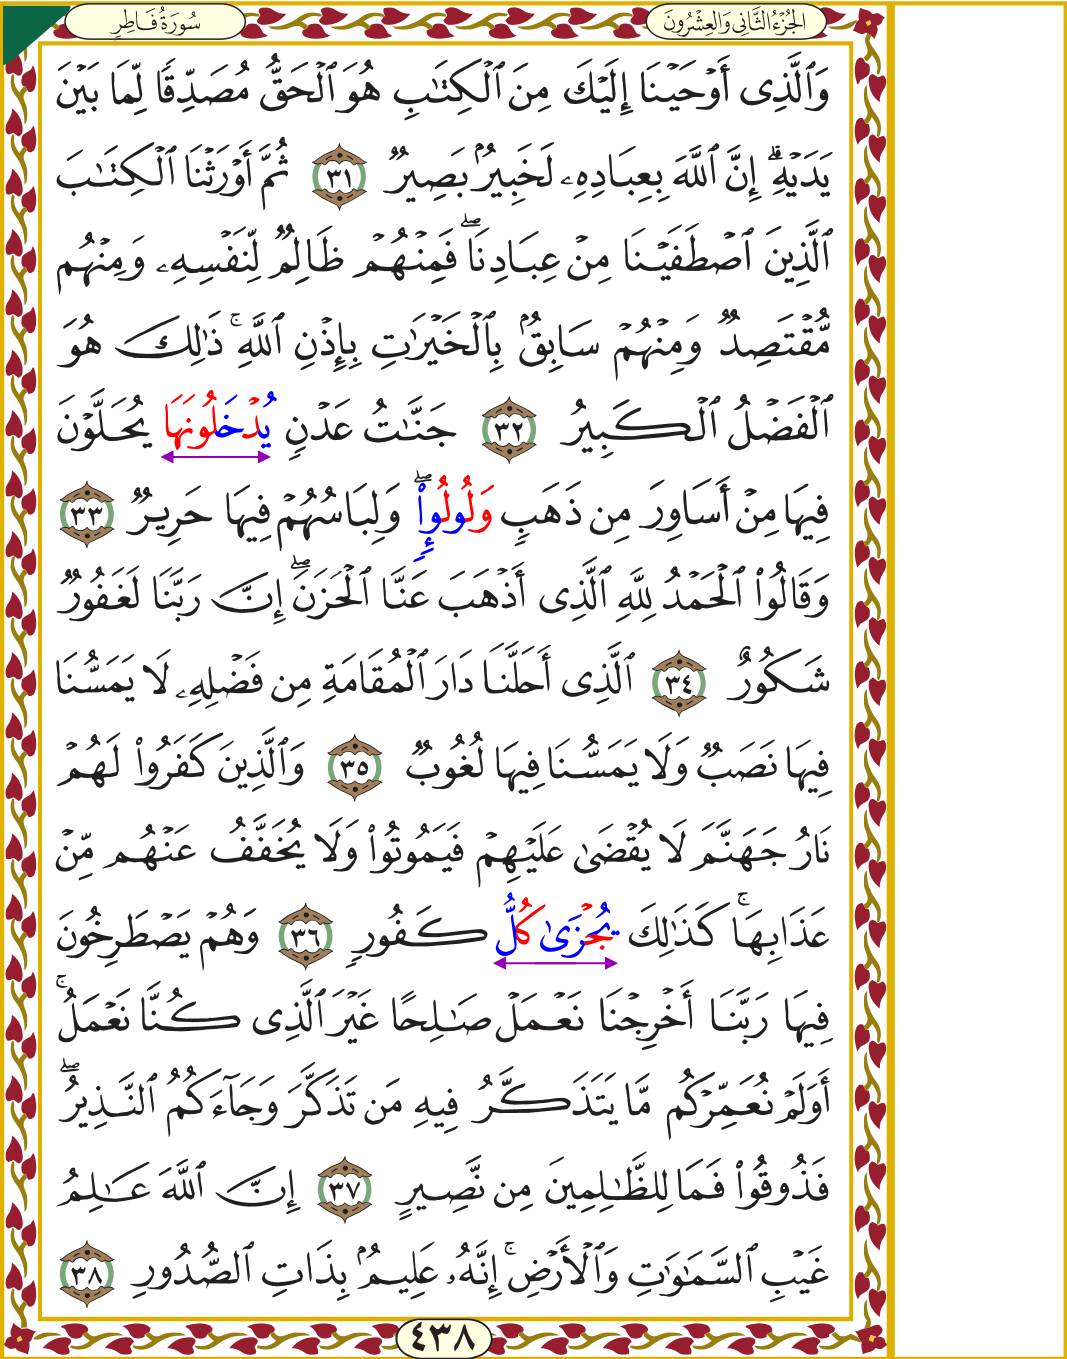 الجُزْءُ الثَّانِي وَالعِشْرُونَ
سُورَةُ فَاطِرٍ
وَٱلَّذِى أَوۡحَيۡنَا إِلَيۡكَ مِنَ ٱلۡكِتَٰبِ هُوَ ٱلۡحَقُّ مُصَدِّقٗا لِّمَا بَيۡنَ
يَدَيۡهِۗ إِنَّ ٱللَّهَ بِعِبَادِهِۦ لَخَبِيرُۢ بَصِيرٞ ٣١ ثُمَّ أَوۡرَثۡنَا ٱلۡكِتَٰبَ
ٱلَّذِينَ ٱصۡطَفَيۡنَا مِنۡ عِبَادِنَاۖ فَمِنۡهُمۡ ظَالِمٞ لِّنَفۡسِهِۦ وَمِنۡهُم
مُّقۡتَصِدٞ وَمِنۡهُمۡ سَابِقُۢ بِٱلۡخَيۡرَٰتِ بِإِذۡنِ ٱللَّهِۚ ذَٰلِكَ هُوَ
ٱلۡفَضۡلُ ٱلۡكَبِيرُ ٣٢ جَنَّٰتُ عَدۡنٖ يُدۡخَلُونَهَا يُحَلَّوۡنَ
فِيهَا مِنۡ أَسَاوِرَ مِن ذَهَبٖ وَلُولُوٕٖاْۖ وَلِبَاسُهُمۡ فِيهَا حَرِيرٞ ٣٣
وَقَالُواْ ٱلۡحَمۡدُ لِلَّهِ ٱلَّذِى أَذۡهَبَ عَنَّا ٱلۡحَزَنَۖ إِنَّ رَبَّنَا لَغَفُورٞ
شَكُورٌ ٣٤ ٱلَّذِى أَحَلَّنَا دَارَ ٱلۡمُقَامَةِ مِن فَضۡلِهِۦ لَا يَمَسُّنَا
فِيهَا نَصَبٞ وَلَا يَمَسُّنَا فِيهَا لُغُوبٞ ٣٥ وَٱلَّذِينَ كَفَرُواْ لَهُمۡ
نَارُ جَهَنَّمَ لَا يُقۡضَىٰ عَلَيۡهِمۡ فَيَمُوتُواْ وَلَا يُخَفَّفُ عَنۡهُم مِّنۡ
عَذَابِهَاۚ كَذَٰلِكَ يُجۡزَىٰ كُلُّ كَفُورٖ ٣٦ وَهُمۡ يَصۡطَرِخُونَ
فِيهَا رَبَّنَا أَخۡرِجۡنَا نَعۡمَلۡ صَٰلِحًا غَيۡرَ ٱلَّذِى كُنَّا نَعۡمَلُۚ
أَوَلَمۡ نُعَمِّرۡكُم مَّا يَتَذَكَّرُ فِيهِ مَن تَذَكَّرَ وَجَآءَكُمُ ٱلنَّذِيرُۖ
فَذُوقُواْ فَمَا لِلظَّٰلِمِينَ مِن نَّصِيرٍ ٣٧ إِنَّ ٱللَّهَ عَٰلِمُ
غَيۡبِ ٱلسَّمَٰوَٰتِ وَٱلۡأَرۡضِۚ إِنَّهُۥ عَلِيمُۢ بِذَاتِ ٱلصُّدُورِ ٣٨
٤٣٨